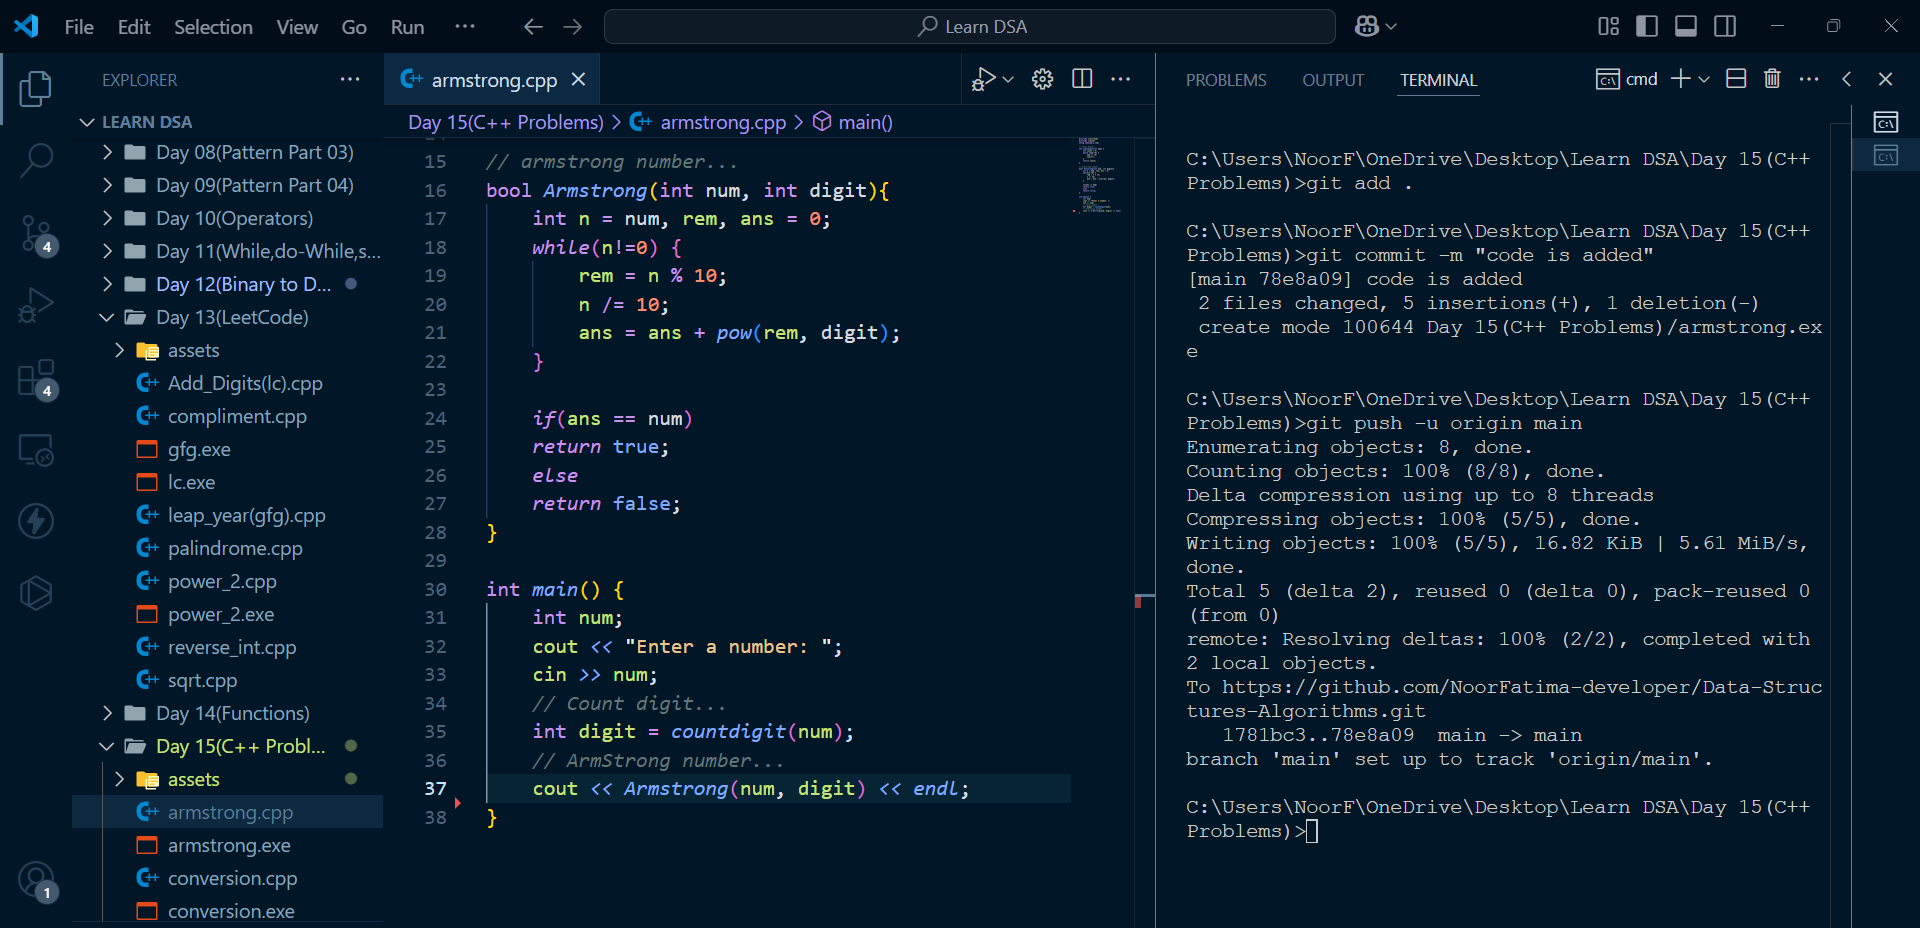 File Edit Selection View Go Run ··· Learn DSA
EXPLORER ···
LEARN DSA
Day 08(Pattern Part 03)
Day 09(Pattern Part 04)
Day 10(Operators)
Day 11(While,do-While,s...
Day 12(Binary to D...
Day 13(LeetCode)
assets
Add_Digits(lc).cpp
compliment.cpp
gfg.exe
lc.exe
leap_year(gfg).cpp
palindrome.cpp
power_2.cpp
power_2.exe
reverse_int.cpp
sqrt.cpp
Day 14(Functions)
Day 15(C++ Probl...
assets
armstrong.cpp
armstrong.exe
conversion.cpp
conversion.exe
4
4
1
armstrong.cpp
Day 15(C++ Problems) > armstrong.cpp > main()
15 // armstrong number...
16 bool Armstrong(int num, int digit){
17 int n = num, rem, ans = 0;
18 while(n!=0) {
19 rem = n % 10;
20 n /= 10;
21 ans = ans + pow(rem, digit);
22 }
23
24 if(ans == num)
25 return true;
26 else
27 return false;
28 }
29
30 int main() {
31 int num;
32 cout << "Enter a number: ";
33 cin >> num;
34 // Count digit...
35 int digit = countdigit(num);
36 // ArmStrong number...
37 cout << Armstrong(num, digit) << endl;
38 }
PROBLEMS OUTPUT TERMINAL cmd
C:\Users\NoorF\OneDrive\Desktop\Learn DSA\Day 15(C++
Problems)>git add .
C:\Users\NoorF\OneDrive\Desktop\Learn DSA\Day 15(C++
Problems)>git commit -m "code is added"
[main 78e8a09] code is added
2 files changed, 5 insertions(+), 1 deletion(-)
create mode 100644 Day 15(C++ Problems)/armstrong.ex
e
C:\Users\NoorF\OneDrive\Desktop\Learn DSA\Day 15(C++
Problems)>git push -u origin main
Enumerating objects: 8, done.
Counting objects: 100% (8/8), done.
Delta compression using up to 8 threads
Compressing objects: 100% (5/5), done.
Writing objects: 100% (5/5), 16.82 KiB | 5.61 MiB/s,
done.
Total 5 (delta 2), reused 0 (delta 0), pack-reused 0
(from 0)
remote: Resolving deltas: 100% (2/2), completed with
2 local objects.
To https://github.com/NoorFatima-developer/Data-Struc
tures-Algorithms.git
1781bc3..78e8a09 main -> main
branch 'main' set up to track 'origin/main'.
C:\Users\NoorF\OneDrive\Desktop\Learn DSA\Day 15(C++
Problems)>